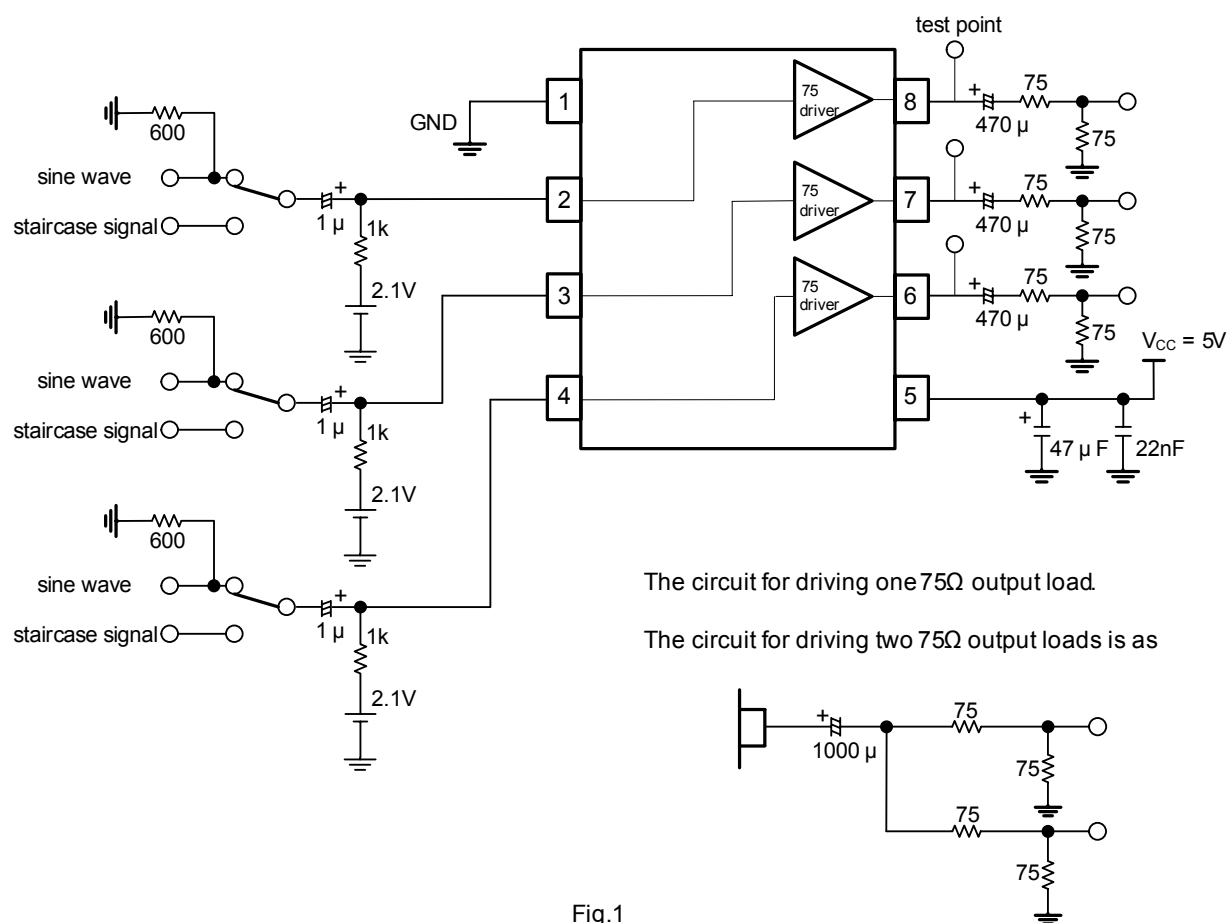 test point
600
sine wave
staircase signal
+
1 µ
1k
2.1V
GND
1
2
75
driver
8
+
470 µ
75
75
600
sine wave
staircase signal
+
1 µ
1k
2.1V
3
75
driver
7
+
470 µ
75
75
4
75
driver
6
+
470 µ
75
75
5
VCC = 5V
+
47 µ F
22nF
600
sine wave
staircase signal
+
1 µ
1k
2.1V
The circuit for driving one 75Ω output load.
The circuit for driving two 75Ω output loads is as
+
1000 µ
75
75
75
75
Fig.1